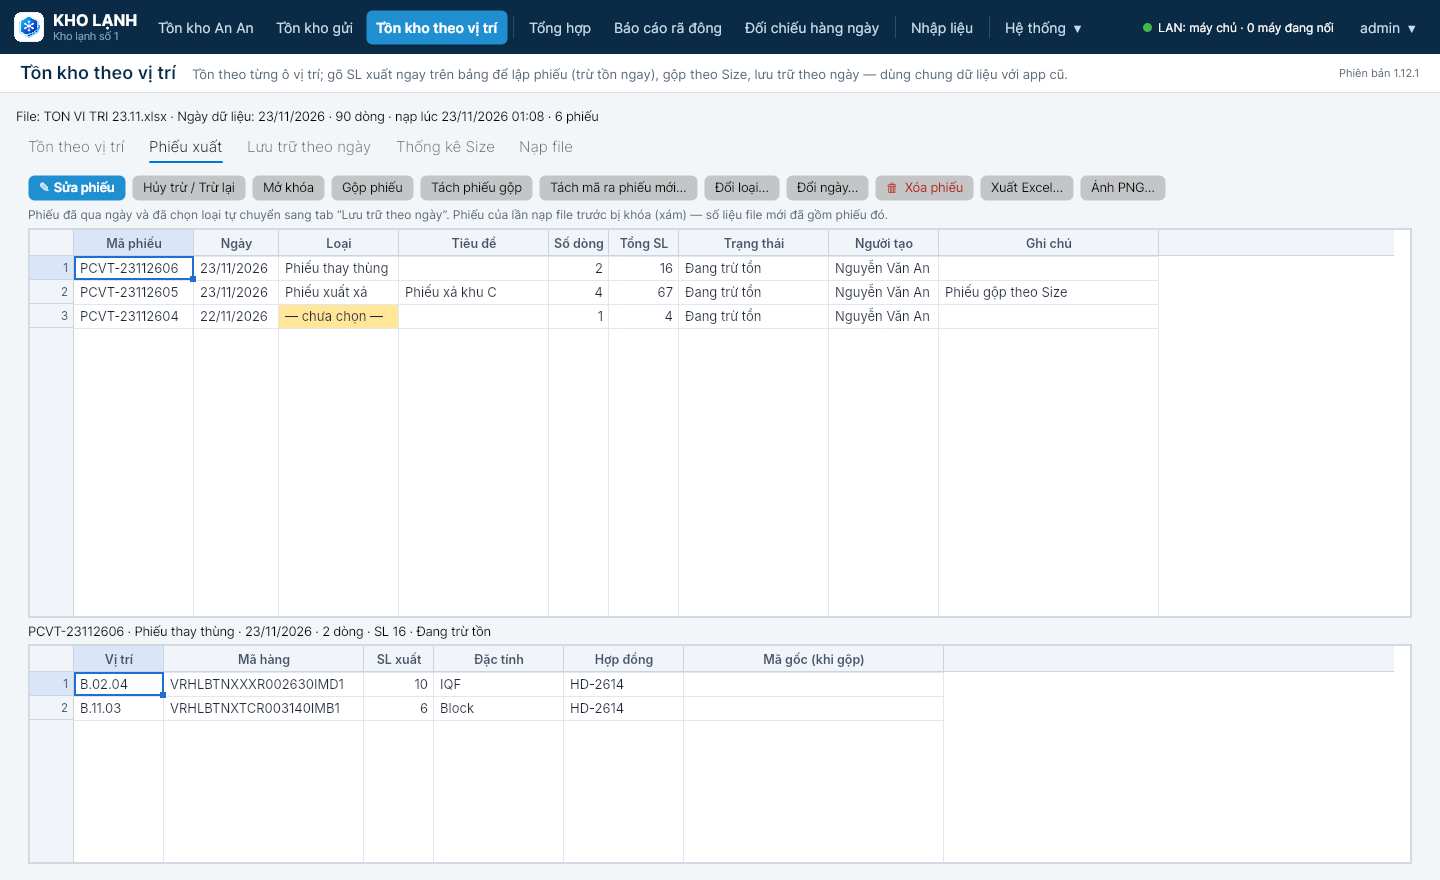 KHO LẠNH
Kho lạnh số 1
Tồn kho An An
Tồn kho gửi
Tồn kho theo vị trí
Tổng hợp
Báo cáo rã đông
Đối chiếu hàng ngày
Nhập liệu
Hệ thống ▾
LAN: máy chủ · 0 máy đang nối
admin ▾
Tồn kho theo vị trí
Tồn theo từng ô vị trí; gõ SL xuất ngay trên bảng để lập phiếu (trừ tồn ngay), gộp theo Size, lưu trữ theo ngày — dùng chung dữ liệu với app cũ.
Phiên bản 1.12.1
File: TON VI TRI 23.11.xlsx · Ngày dữ liệu: 23/11/2026 · 90 dòng · nạp lúc 23/11/2026 01:08 · 6 phiếu
Tồn theo vị trí
Phiếu xuất
Lưu trữ theo ngày
Thống kê Size
Nạp file
✎ Sửa phiếu
Hủy trừ / Trừ lại
Mở khóa
Gộp phiếu
Tách phiếu gộp
Tách mã ra phiếu mới...
Đổi loại...
Đổi ngày...
Xóa phiếu
Xuất Excel...
Ảnh PNG...
Phiếu đã qua ngày và đã chọn loại tự chuyển sang tab “Lưu trữ theo ngày”. Phiếu của lần nạp file trước bị khóa (xám) — số liệu file mới đã gồm phiếu đó.
Mã phiếu Ngày Loại Tiêu đề Số dòng Tổng SL Trạng thái Người tạo Ghi chú
1 PCVT-23112606 23/11/2026 Phiếu thay thùng 2 16 Đang trừ tồn Nguyễn Văn An
2 PCVT-23112605 23/11/2026 Phiếu xuất xả Phiếu xả khu C 4 67 Đang trừ tồn Nguyễn Văn An Phiếu gộp theo Size
3 PCVT-23112604 22/11/2026 — chưa chọn — 1 4 Đang trừ tồn Nguyễn Văn An
PCVT-23112606 · Phiếu thay thùng · 23/11/2026 · 2 dòng · SL 16 · Đang trừ tồn
Vị trí Mã hàng SL xuất Đặc tính Hợp đồng Mã gốc (khi gộp)
1 B.02.04 VRHLBTNXXXR002630IMD1 10 IQF HD-2614
2 B.11.03 VRHLBTNXTCR003140IMB1 6 Block HD-2614